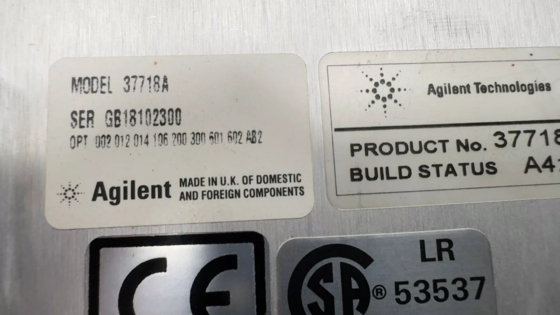 MODEL 37718A
SER GB18102300
OPT 002 012 014 106 200 300 601 602 AB2
Agilent MADE IN U.K. OF DOMESTIC
AND FOREIGN COMPONENTS
Agilent Technologies
PRODUCT No. 37718
BUILD STATUS A4
CE
SA ® LR
53537